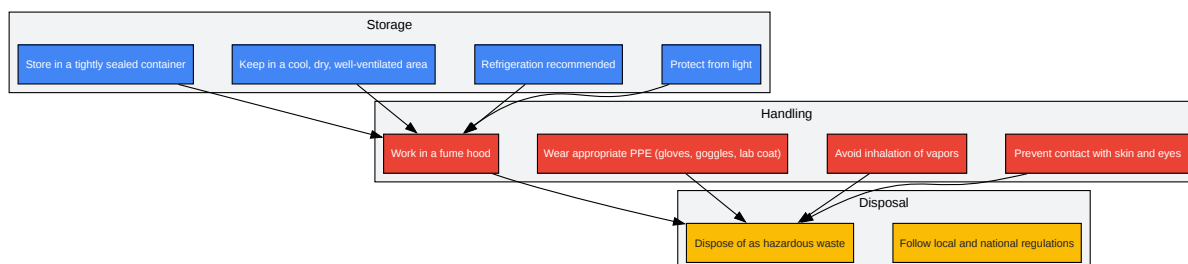 Storage
Store in a tightly sealed container
Keep in a cool, dry, well-ventilated area
Refrigeration recommended
Protect from light
Handling
Work in a fume hood
Wear appropriate PPE (gloves, goggles, lab coat)
Avoid inhalation of vapors
Prevent contact with skin and eyes
Disposal
Dispose of as hazardous waste
Follow local and national regulations